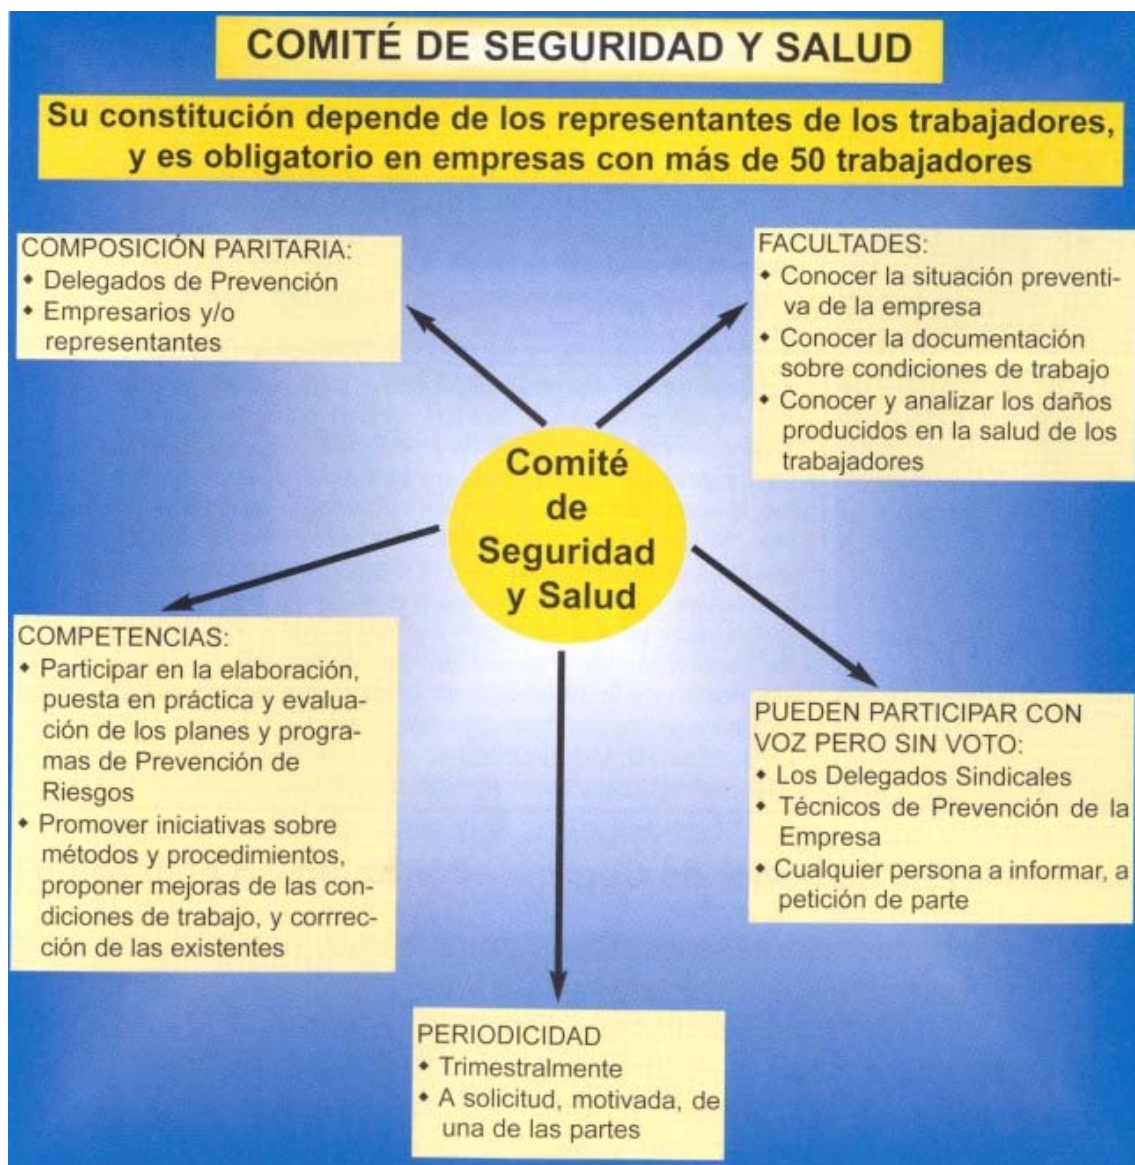 COMITÉ DE SEGURIDAD Y SALUD
Su constitución depende de los representantes de los trabajadores,
y es obligatorio en empresas con más de 50 trabajadores
COMPOSICIÓN PARITARIA:
◆ Delegados de Prevención
◆ Empresarios y/o
representantes
FACULTADES:
◆ Conocer la situación preventi-
va de la empresa
◆ Conocer la documentación
sobre condiciones de trabajo
◆ Conocer y analizar los daños
producidos en la salud de los
trabajadores
Comité
de
Seguridad
y Salud
COMPETENCIAS:
◆ Participar en la elaboración,
puesta en práctica y evalua-
ción de los planes y progra-
mas de Prevención de
Riesgos
◆ Promover iniciativas sobre
métodos y procedimientos,
proponer mejoras de las con-
diciones de trabajo, y corrrec-
ción de las existentes
PUEDEN PARTICIPAR CON
VOZ PERO SIN VOTO:
◆ Los Delegados Sindicales
◆ Técnicos de Prevención de la
Empresa
◆ Cualquier persona a informar, a
petición de parte
PERIODICIDAD
◆ Trimestralmente
◆ A solicitud, motivada, de
una de las partes